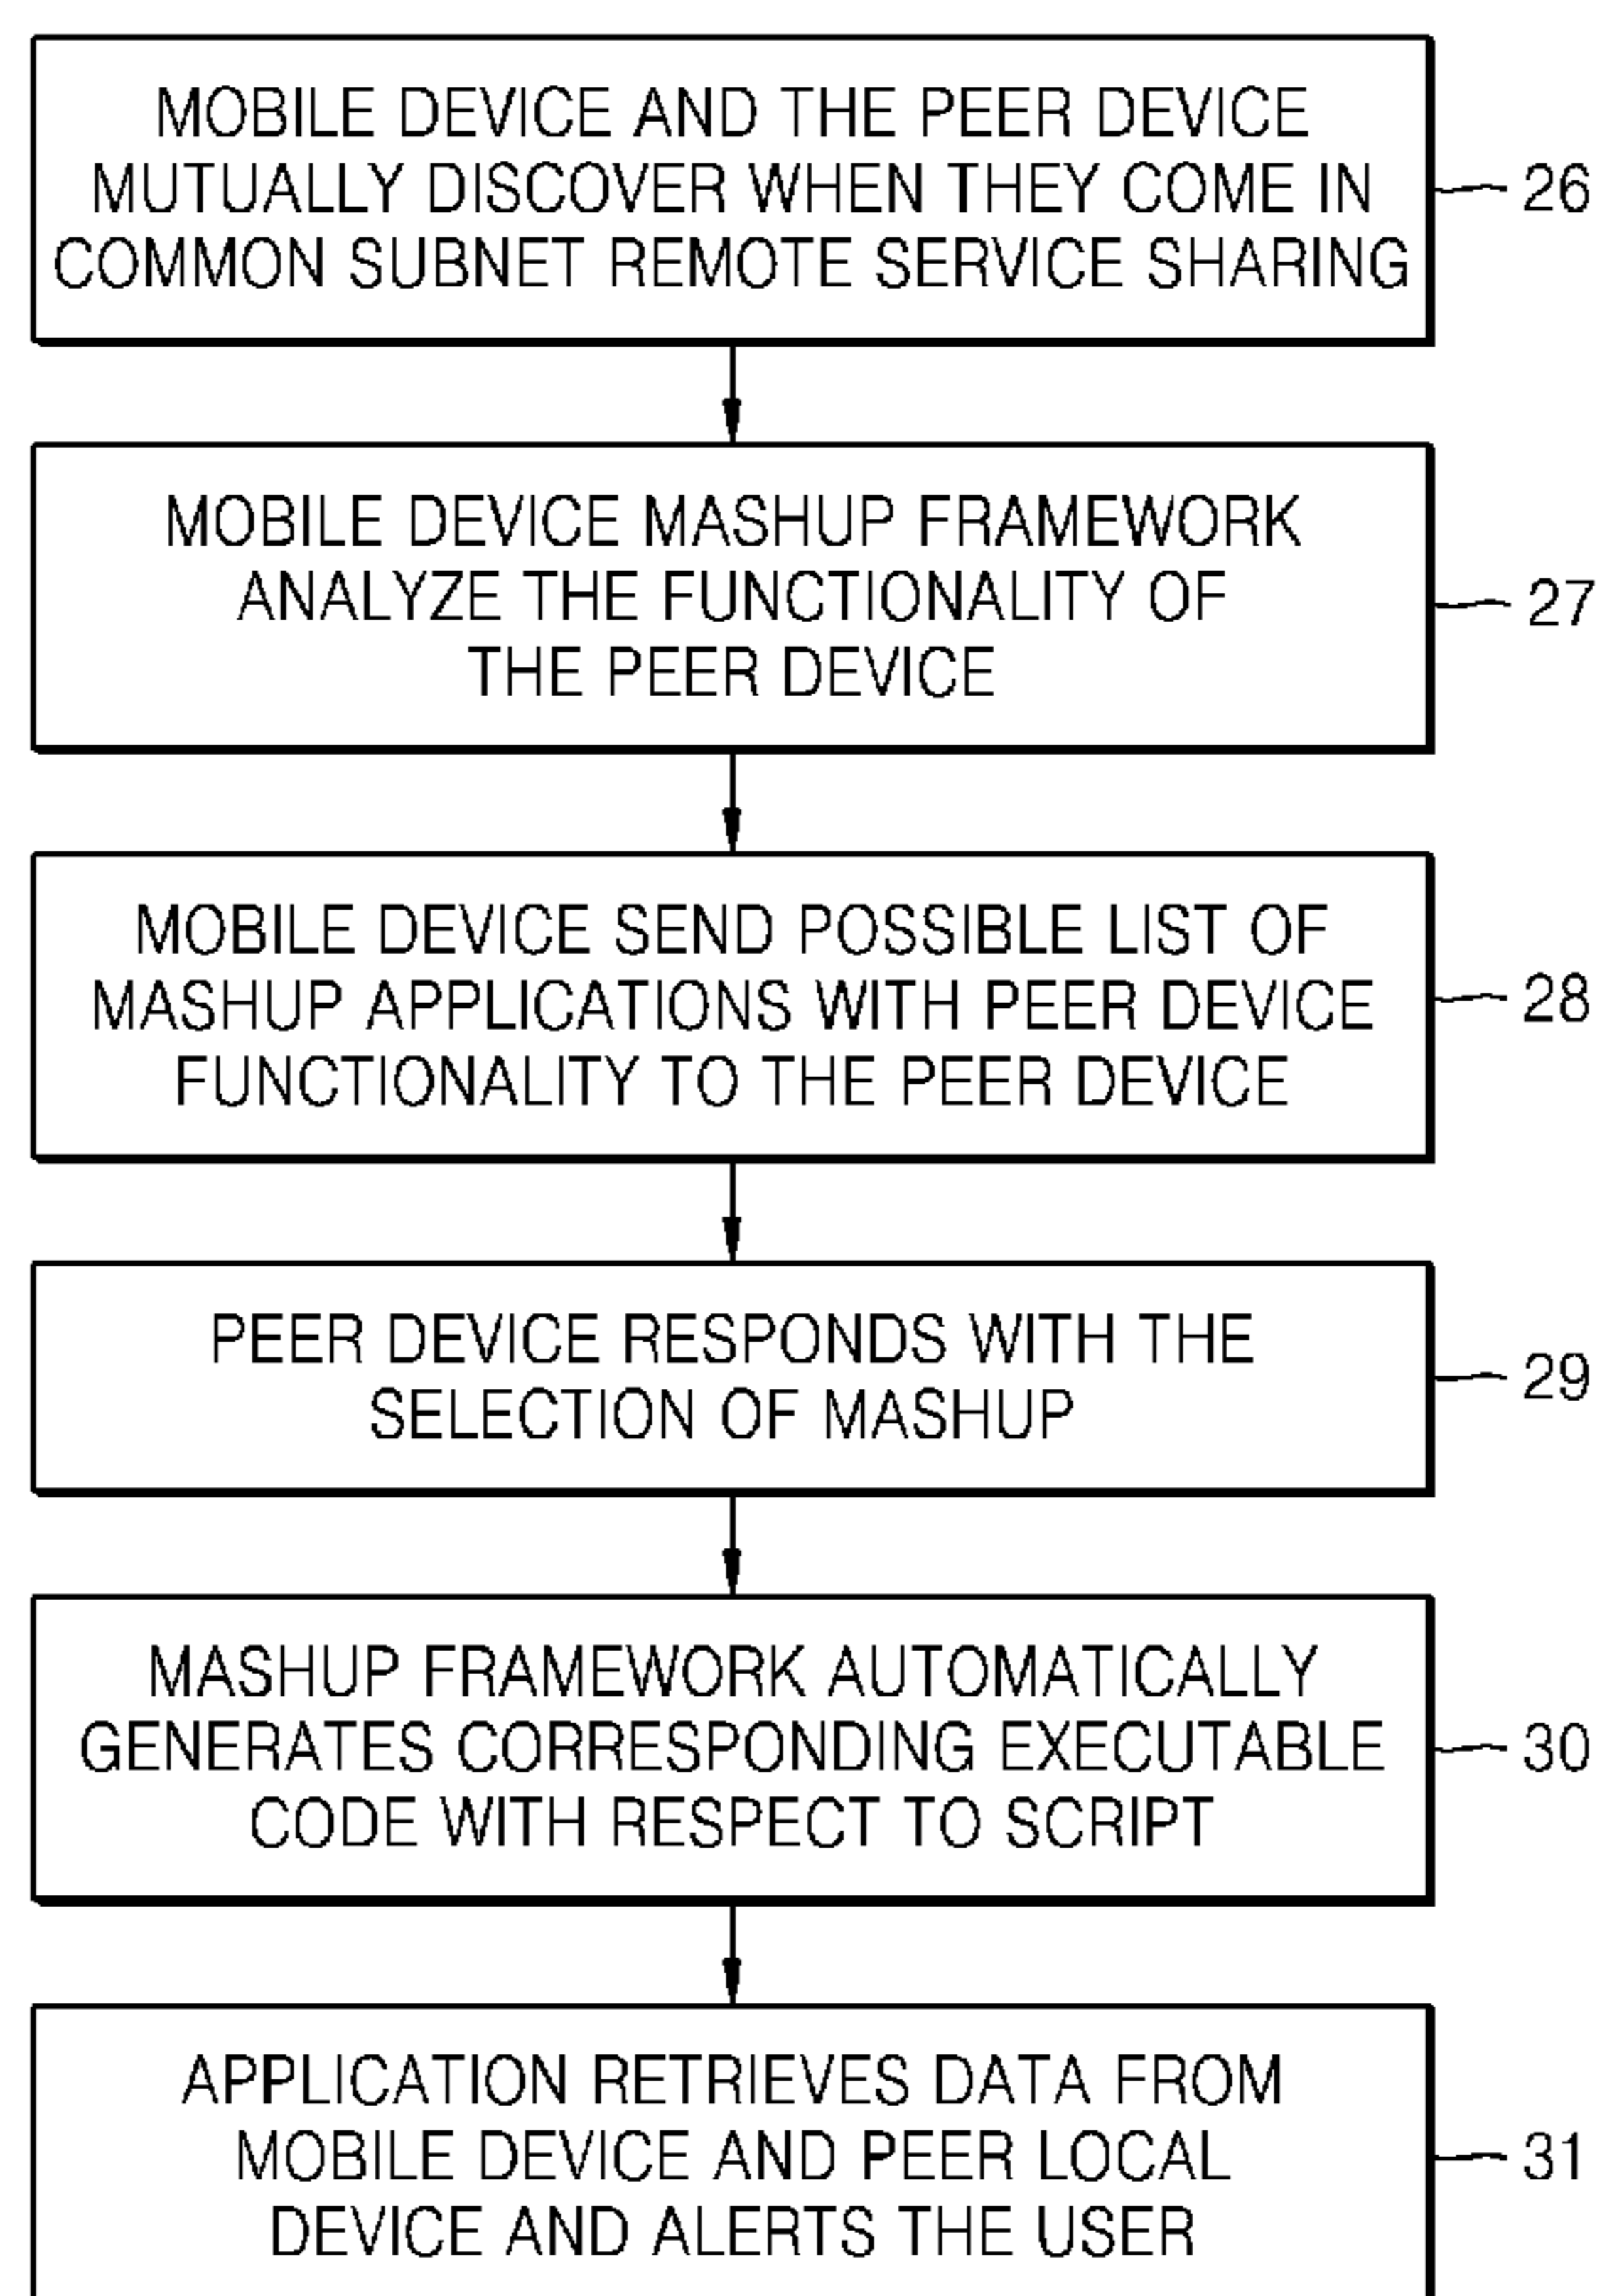 MOBILE DEVICE AND THE PEER DEVICE
MUTUALLY DISCOVER WHEN THEY COME IN
COMMON SUBNET REMOTE SERVICE SHARING
26
MOBILE DEVICE MASHUP FRAMEWORK
ANALYZE THE FUNCTIONALITY OF
THE PEER DEVICE
27
MOBILE DEVICE SEND POSSIBLE LIST OF
MASHUP APPLICATIONS WITH PEER DEVICE
FUNCTIONALITY TO THE PEER DEVICE
28
PEER DEVICE RESPONDS WITH THE
SELECTION OF MASHUP
29
MASHUP FRAMEWORK AUTOMATICALLY
GENERATES CORRESPONDING EXECUTABLE
CODE WITH RESPECT TO SCRIPT
30
APPLICATION RETRIEVES DATA FROM
MOBILE DEVICE AND PEER LOCAL
DEVICE AND ALERTS THE USER
31